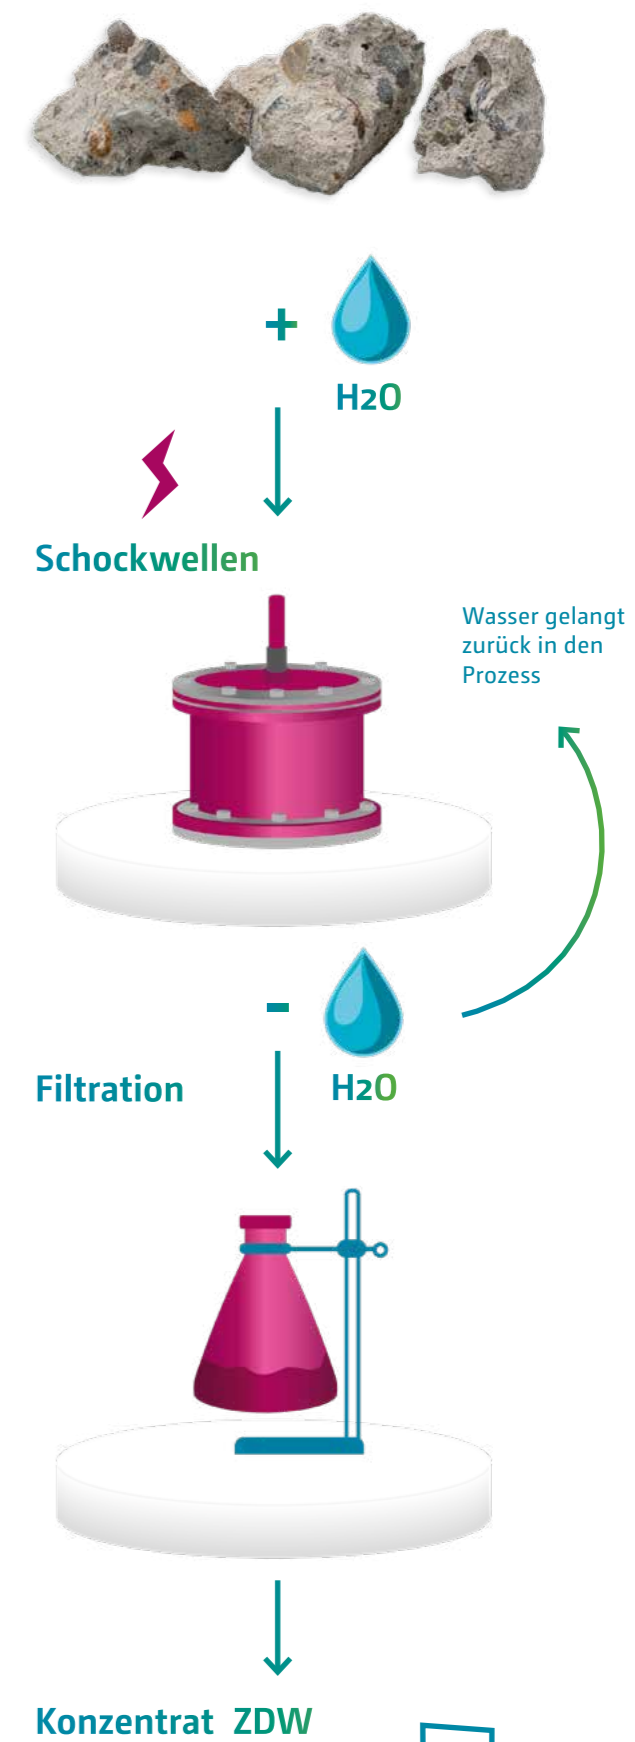 +
H2O
Schockwellen
Wasser gelangt
zurück in den
Prozess
-
H2O
Filtration
Konzentrat ZDW